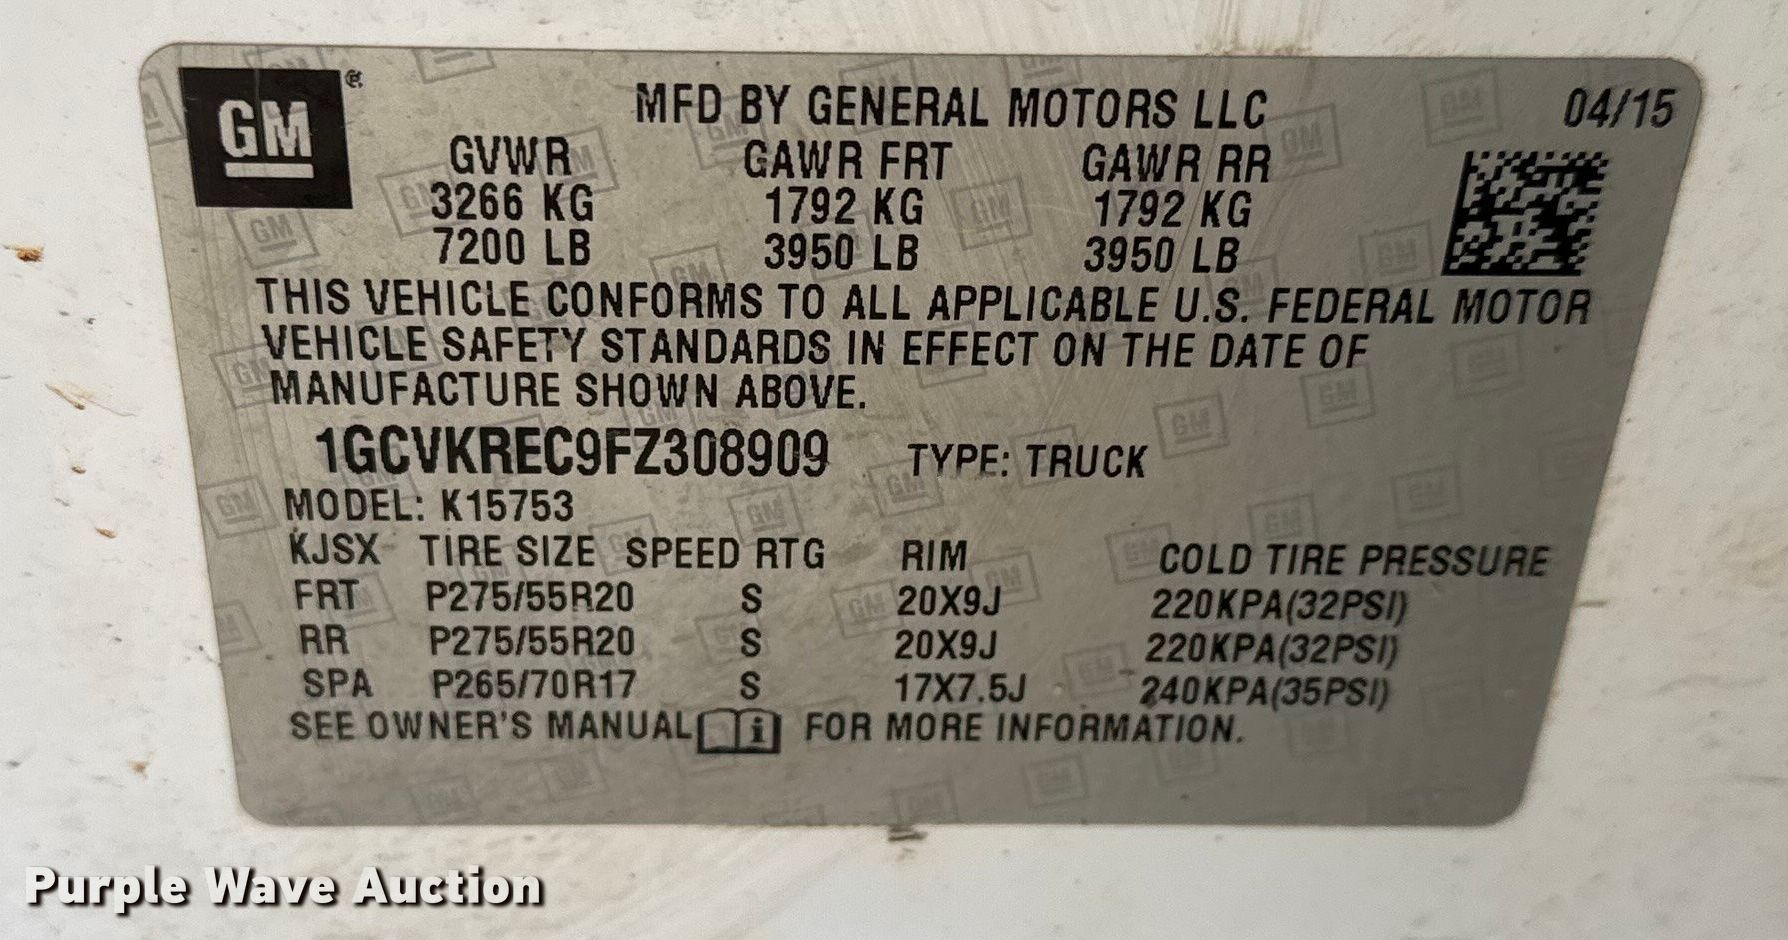 GM ®
MFD BY GENERAL MOTORS LLC 04/15
GVWR GAWR FRT GAWR RR
3266 KG 1792 KG 1792 KG
7200 LB 3950 LB 3950 LB
THIS VEHICLE CONFORMS TO ALL APPLICABLE U.S. FEDERAL MOTOR
VEHICLE SAFETY STANDARDS IN EFFECT ON THE DATE OF
MANUFACTURE SHOWN ABOVE.
1GCVKREC9FZ308909 TYPE: TRUCK
MODEL: K15753
KJSX TIRE SIZE SPEED RTG RIM COLD TIRE PRESSURE
FRT P275/55R20 S 20X9J 220KPA(32PSI)
RR P275/55R20 S 20X9J 220KPA(32PSI)
SPA P265/70R17 S 17X7.5J 240KPA(35PSI)
SEE OWNER'S MANUAL i FOR MORE INFORMATION.
Purple Wave Auction